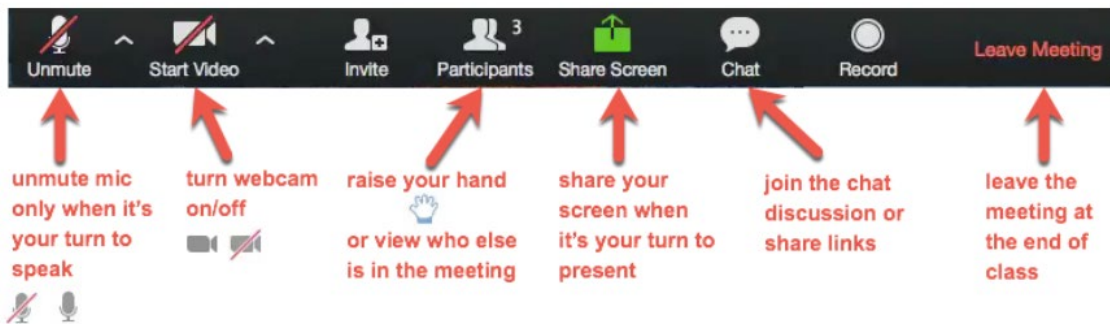 Unmute
Start Video
Invite
Participants
3
Share Screen
Chat
Record
Leave Meeting
unmute mic
only when it's
your turn to
speak
turn webcam
on/off
raise your hand
or view who else
is in the meeting
share your
screen when
it's your turn to
present
join the chat
discussion or
share links
leave the
meeting at
the end of
class